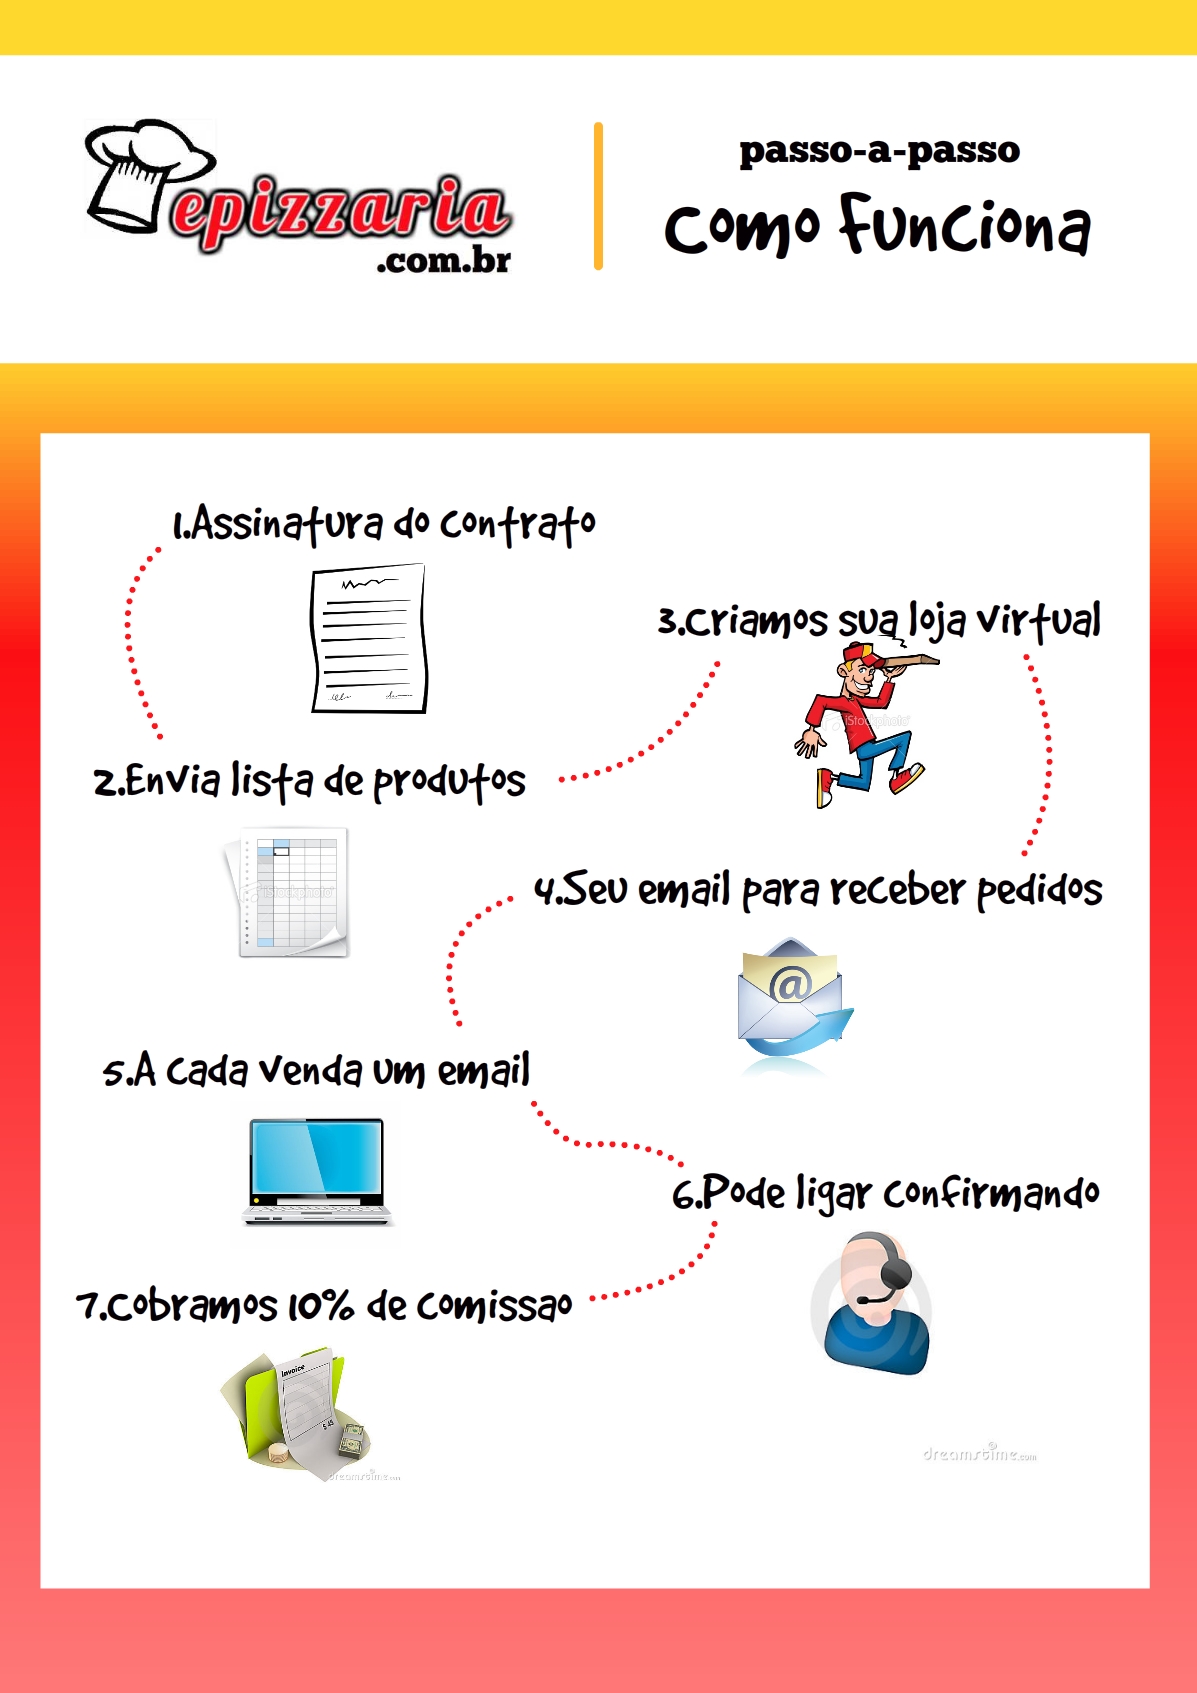 epizzaria
.com.br
passo-a-passo
Como Funciona
1.Assinatura do contrato
2.Envia lista de produtos
iStockphoto
3.Criamos sua loja virtual
iStockphoto
4.Seu email para receber pedidos
@
5.A cada venda um email
6.Pode ligar confirmando
7.Cobramos 10% de comissao
invoice
$ 45
dreamstime.com
dreamstime.com